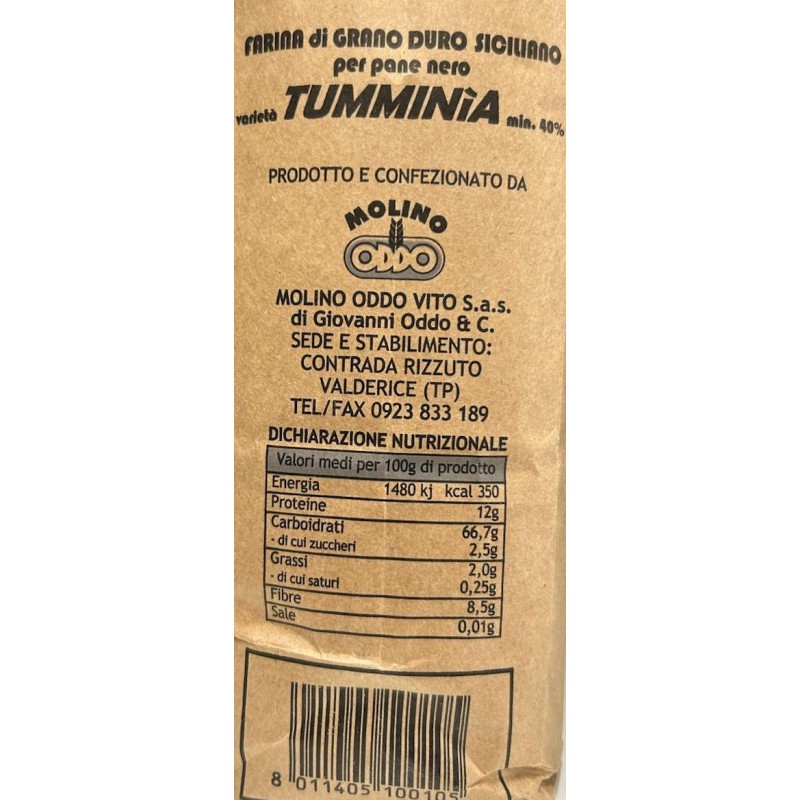 FARINA di GRANO DURO SICILIANO
per pane nero
varietà TUMMINìA min. 40%
PRODOTTO E CONFEZIONATO DA
MOLINO
ODDO
MOLINO ODDO VITO S.a.s.
di Giovanni Oddo & C.
SEDE E STABILIMENTO:
CONTRADA RIZZUTO
VALDERICE (TP)
TEL/FAX 0923 833 189
DICHIARAZIONE NUTRIZIONALE
Valori medi per 100g di prodotto
Energia 1480 kj kcal 350
Proteine 12g
Carboidrati 66,7g
- di cui zuccheri 2,5g
Grassi 2,0g
- di cui saturi 0,25g
Fibre 8,5g
Sale 0,01g
8 011405 100105